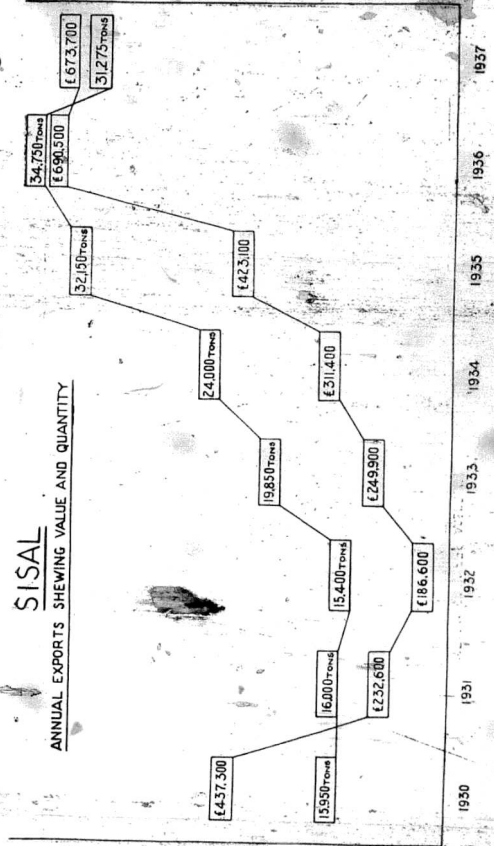 SISAL
ANNUAL EXPORTS SHEWING VALUE AND QUANTITY
£437,300
15,950 TONS
16,000 TONS
£232,600
15,400 TONS
£186,600
19,850 TONS
£249,900
24,000 TONS
£311,400
32,150 TONS
£423,100
34,750 TONS
£690,500
£673,700
31,275 TONS
1930
1931
1932
1933
1934
1935
1936
1937